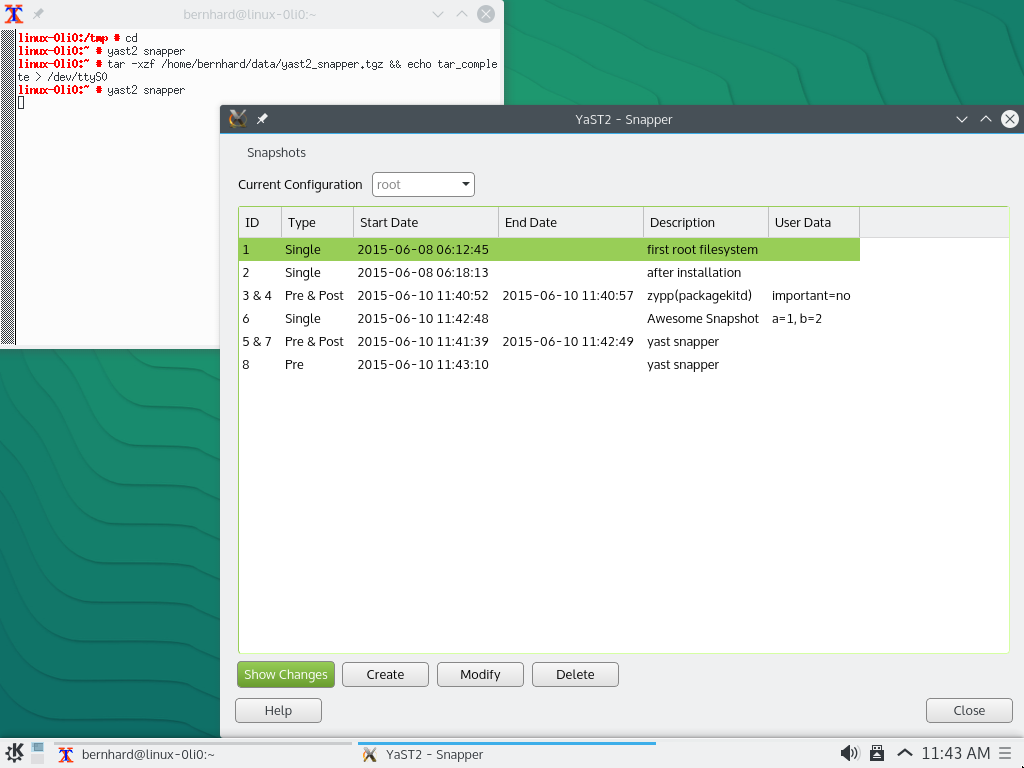 bernhard@linux-0li0:~
linux-0li0:/tmp # cd
linux-0li0:~ # yast2 snapper
linux-0li0:~ # tar -xzf /home/bernhard/data/yast2_snapper.tgz && echo tar_comple
te > /dev/ttyS0
linux-0li0:~ # yast2 snapper
YaST2 - Snapper
Snapshots
Current Configuration root
ID Type Start Date End Date Description User Data
1 Single 2015-06-08 06:12:45 first root filesystem
2 Single 2015-06-08 06:18:13 after installation
3 & 4 Pre & Post 2015-06-10 11:40:52 2015-06-10 11:40:57 zypp(packagekitd) important=no
6 Single 2015-06-10 11:42:48 Awesome Snapshot a=1, b=2
5 & 7 Pre & Post 2015-06-10 11:41:39 2015-06-10 11:42:49 yast snapper
8 Pre 2015-06-10 11:43:10 yast snapper
Show Changes Create Modify Delete
Help Close
bernhard@linux-0li0:~ YaST2 - Snapper 11:43 AM